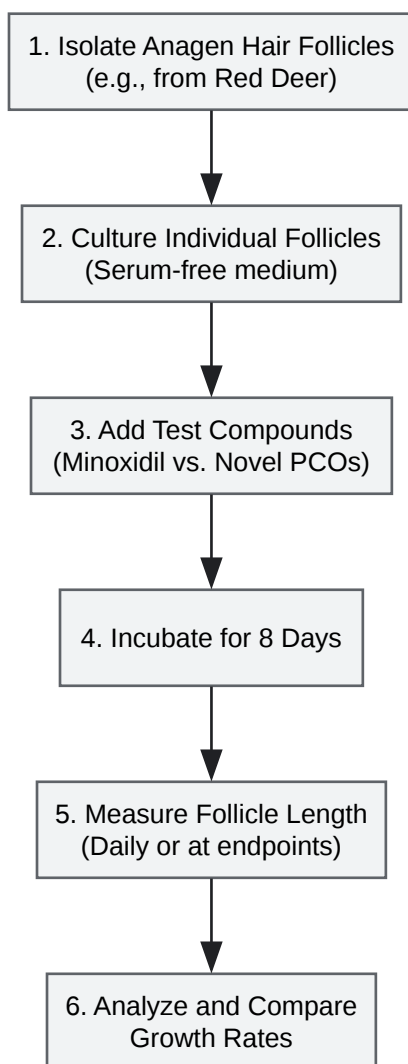 1. Isolate Anagen Hair Follicles
(e.g., from Red Deer)
2. Culture Individual Follicles
(Serum-free medium)
3. Add Test Compounds
(Minoxidil vs. Novel PCOs)
4. Incubate for 8 Days
5. Measure Follicle Length
(Daily or at endpoints)
6. Analyze and Compare
Growth Rates